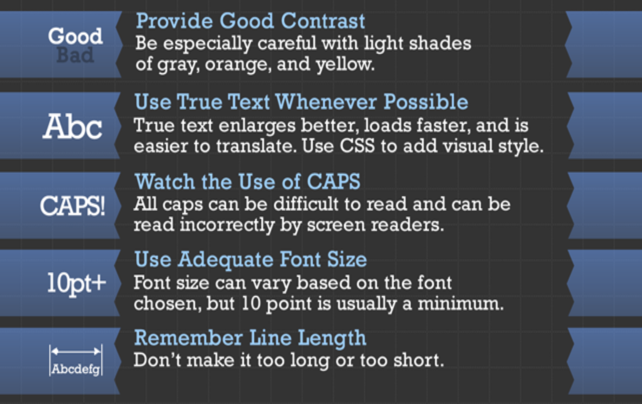 Good
Bad
Provide Good Contrast
Be especially careful with light shades
of gray, orange, and yellow.
Abc
Use True Text Whenever Possible
True text enlarges better, loads faster, and is
easier to translate. Use CSS to add visual style.
CAPS!
Watch the Use of CAPS
All caps can be difficult to read and can be
read incorrectly by screen readers.
10pt+
Use Adequate Font Size
Font size can vary based on the font
chosen, but 10 point is usually a minimum.
Abcdefg
Remember Line Length
Don't make it too long or too short.